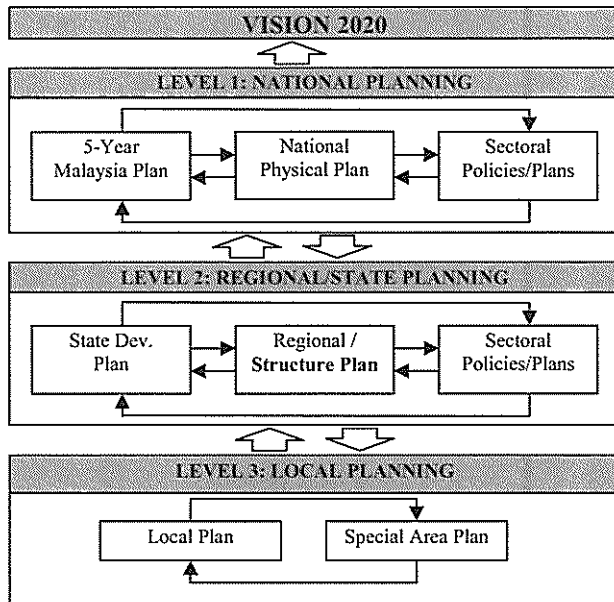 VISION 2020
LEVEL 1: NATIONAL PLANNING
5-Year
Malaysia Plan
National
Physical Plan
Sectoral
Policies/Plans
LEVEL 2: REGIONAL/STATE PLANNING
State Dev.
Plan
Regional /
Structure Plan
Sectoral
Policies/Plans
LEVEL 3: LOCAL PLANNING
Local Plan
Special Area Plan